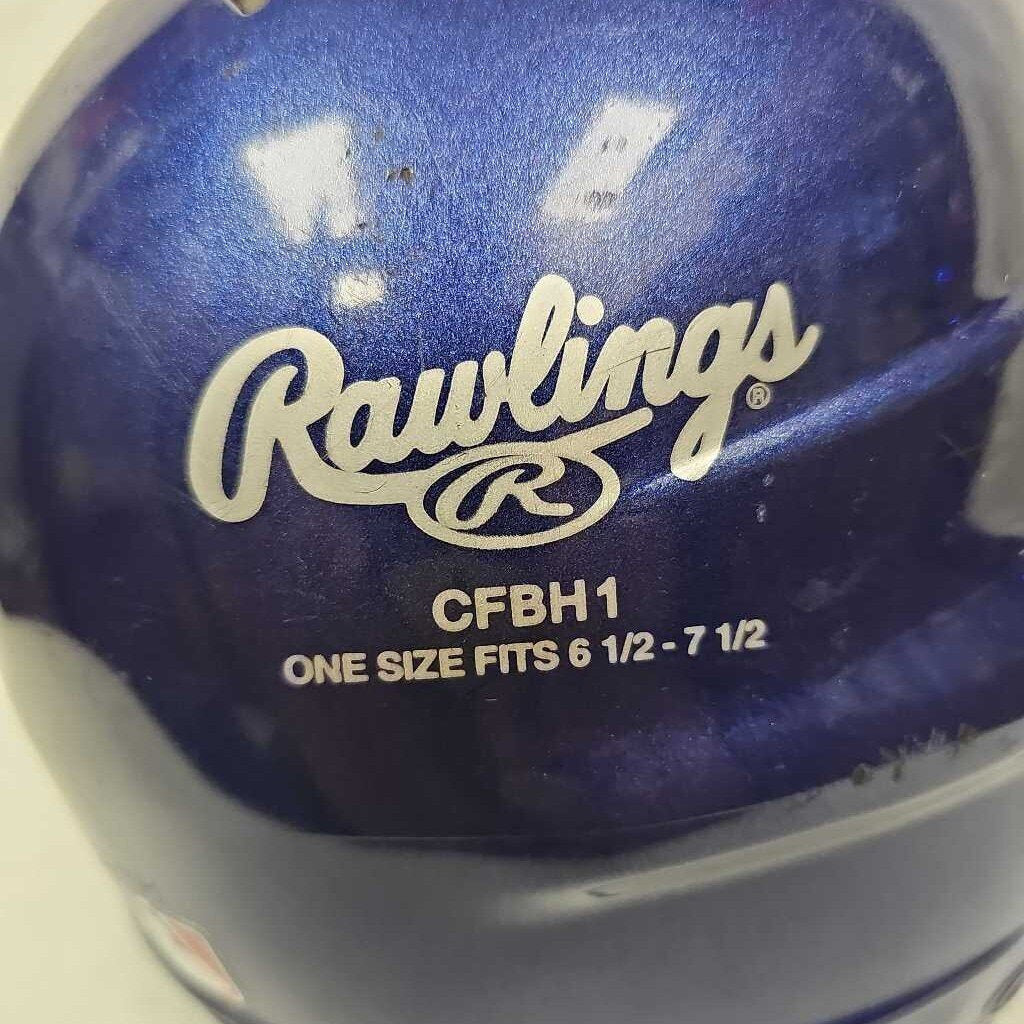 Rawlings®
R
CFBH1
ONE SIZE FITS 6 1/2 - 7 1/2